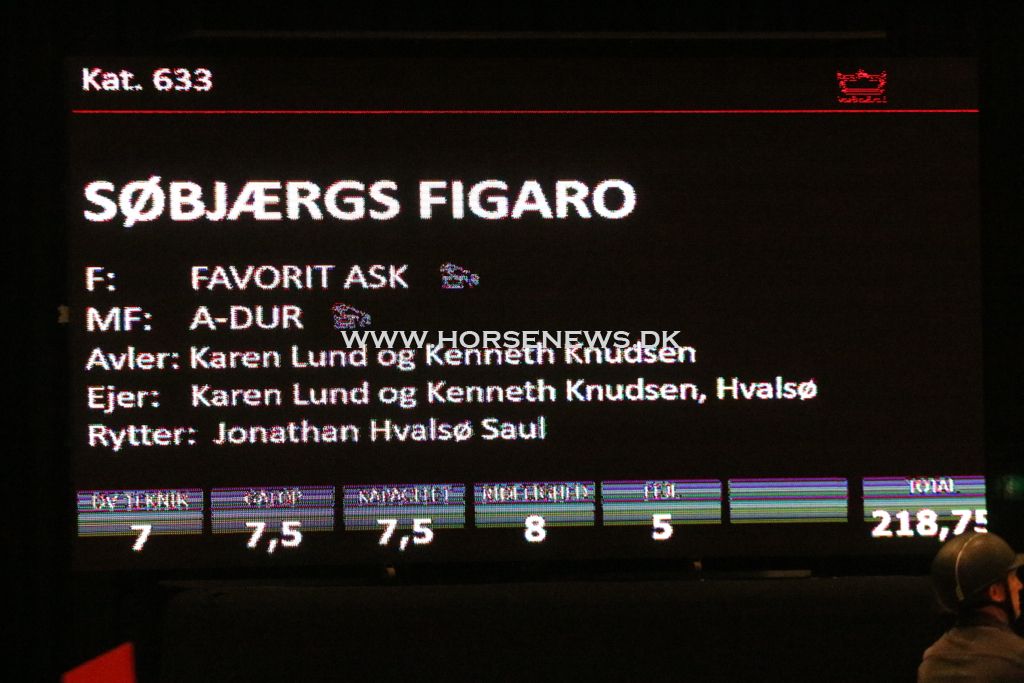 Kat. 633
SØBJÆRGS FIGARO
F: FAVORIT ASK
MF: A-DUR
WWW.HORSENEWS.DK
Avler: Karen Lund og Kenneth Knudsen
Ejer: Karen Lund og Kenneth Knudsen, Hvalsø
Rytter: Jonathan Hvalsø Saul
OV-TEKNIK GALOP KAPACITET RIDELIGHED FEJL TOTAL
7 7,5 7,5 8 5 218,75